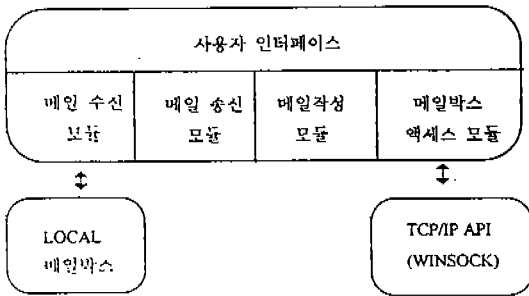 사용자 인터페이스
메일 수신 메일 송신 메일작성 메일박스
모듈 모듈 모듈 액세스 모듈
LOCAL TCP/IP API
메일박스 (WINSOCK)